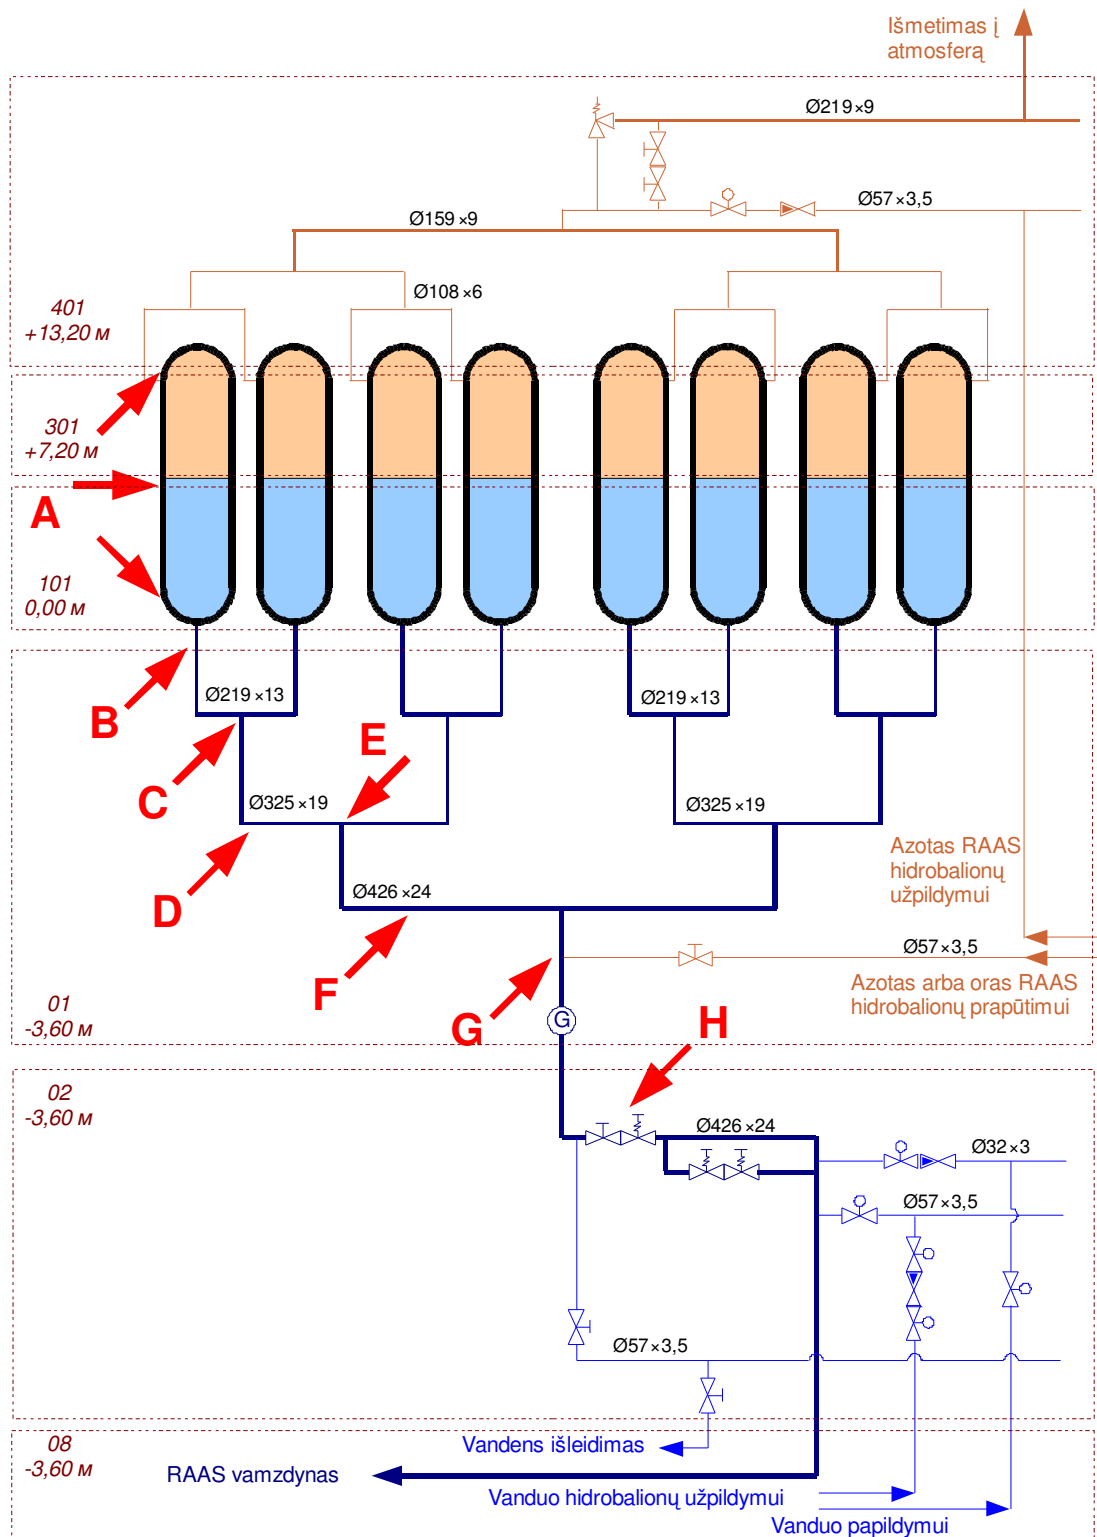 Išmetimas į
atmosferą
Ø219×9
Ø57×3,5
Ø159×9
Ø108×6
401
+13,20 м
301
+7,20 м
A
101
0,00 м
B
Ø219×13
Ø219×13
E
C
Ø325×19
Ø325×19
Azotas RAAS
hidrobalionų
užpildymui
D
Ø426×24
Ø57×3,5
F
Azotas arba oras RAAS
hidrobalionų prapūtimui
01
-3,60 м
G
G
H
02
-3,60 м
Ø426×24
Ø32×3
Ø57×3,5
Ø57×3,5
08
-3,60 м
Vandens išleidimas
RAAS vamzdynas
Vanduo hidrobalionų užpildymui
Vanduo papildymui